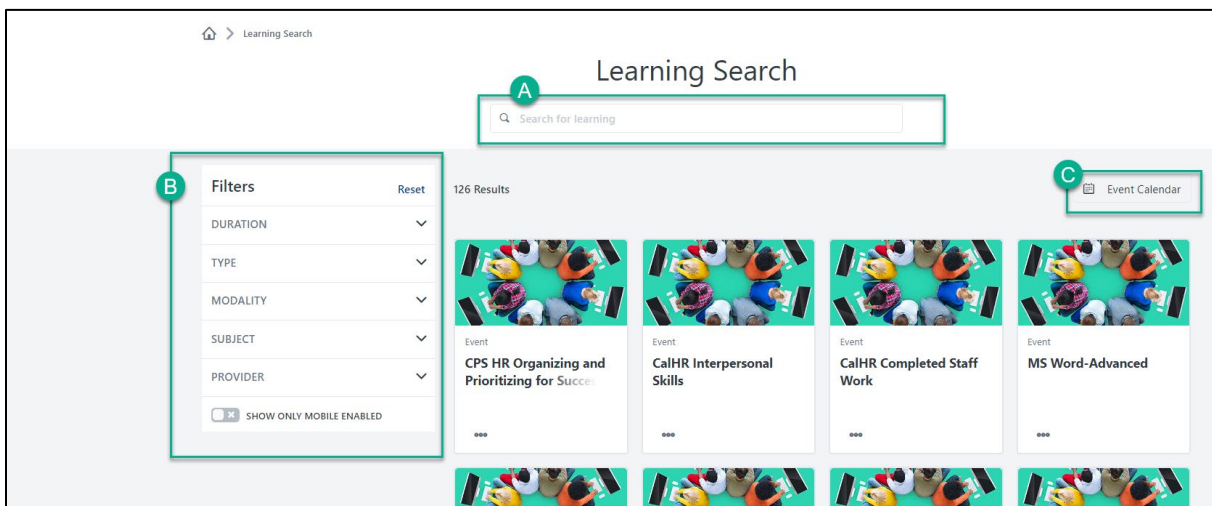 Learning Search
Learning Search
A
Search for learning
B
Filters
Reset
126 Results
C
Event Calendar
DURATION
TYPE
MODALITY
SUBJECT
PROVIDER
SHOW ONLY MOBILE ENABLED
Event
CPS HR Organizing and
Prioritizing for Succes
Event
CalHR Interpersonal
Skills
Event
CalHR Completed Staff
Work
Event
MS Word-Advanced